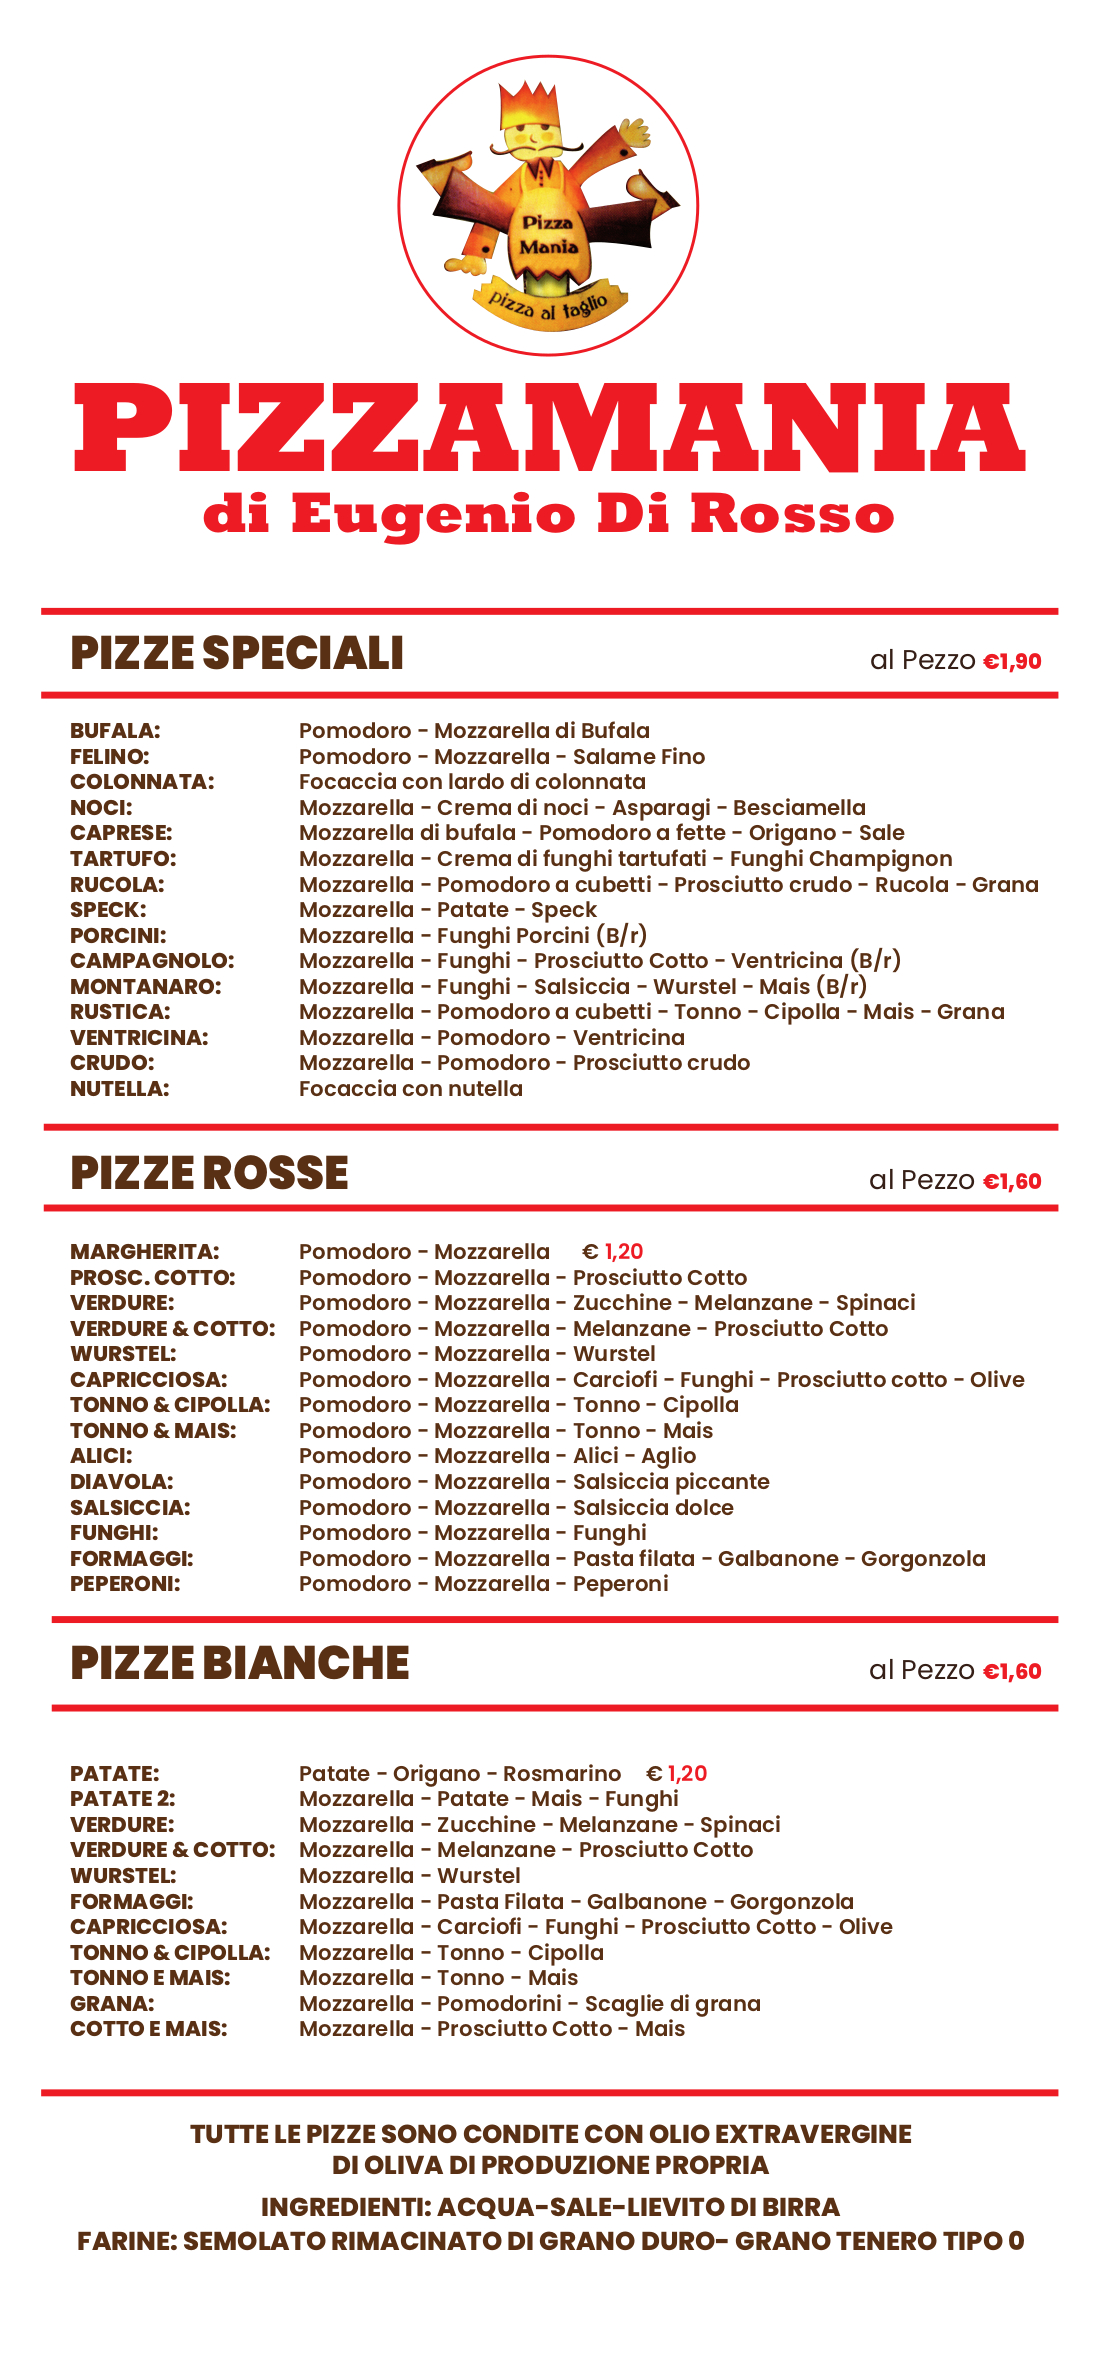 Pizza
Mania
pizza al taglio
PIZZAMANIA
di Eugenio Di Rosso
PIZZE SPECIALI al Pezzo €1,90
BUFALA: Pomodoro - Mozzarella di Bufala
FELINO: Pomodoro - Mozzarella - Salame Fino
COLONNATA: Focaccia con lardo di colonnata
NOCI: Mozzarella - Crema di noci - Asparagi - Besciamella
CAPRESE: Mozzarella di bufala - Pomodoro a fette - Origano - Sale
TARTUFO: Mozzarella - Crema di funghi tartufati - Funghi Champignon
RUCOLA: Mozzarella - Pomodoro a cubetti - Prosciutto crudo - Rucola - Grana
SPECK: Mozzarella - Patate - Speck
PORCINI: Mozzarella - Funghi Porcini (B/r)
CAMPAGNOLO: Mozzarella - Funghi - Prosciutto Cotto - Ventricina (B/r)
MONTANARO: Mozzarella - Funghi - Salsiccia - Wurstel - Mais (B/r)
RUSTICA: Mozzarella - Pomodoro a cubetti - Tonno - Cipolla - Mais - Grana
VENTRICINA: Mozzarella - Pomodoro - Ventricina
CRUDO: Mozzarella - Pomodoro - Prosciutto crudo
NUTELLA: Focaccia con nutella
PIZZE ROSSE al Pezzo €1,60
MARGHERITA: Pomodoro - Mozzarella € 1,20
PROSC. COTTO: Pomodoro - Mozzarella - Prosciutto Cotto
VERDURE: Pomodoro - Mozzarella - Zucchine - Melanzane - Spinaci
VERDURE & COTTO: Pomodoro - Mozzarella - Melanzane - Prosciutto Cotto
WURSTEL: Pomodoro - Mozzarella - Wurstel
CAPRICCIOSA: Pomodoro - Mozzarella - Carciofi - Funghi - Prosciutto cotto - Olive
TONNO & CIPOLLA: Pomodoro - Mozzarella - Tonno - Cipolla
TONNO & MAIS: Pomodoro - Mozzarella - Tonno - Mais
ALICI: Pomodoro - Mozzarella - Alici - Aglio
DIAVOLA: Pomodoro - Mozzarella - Salsiccia piccante
SALSICCIA: Pomodoro - Mozzarella - Salsiccia dolce
FUNGHI: Pomodoro - Mozzarella - Funghi
FORMAGGI: Pomodoro - Mozzarella - Pasta filata - Galbanone - Gorgonzola
PEPERONI: Pomodoro - Mozzarella - Peperoni
PIZZE BIANCHE al Pezzo €1,60
PATATE: Patate - Origano - Rosmarino € 1,20
PATATE 2: Mozzarella - Patate - Mais - Funghi
VERDURE: Mozzarella - Zucchine - Melanzane - Spinaci
VERDURE & COTTO: Mozzarella - Melanzane - Prosciutto Cotto
WURSTEL: Mozzarella - Wurstel
FORMAGGI: Mozzarella - Pasta Filata - Galbanone - Gorgonzola
CAPRICCIOSA: Mozzarella - Carciofi - Funghi - Prosciutto Cotto - Olive
TONNO & CIPOLLA: Mozzarella - Tonno - Cipolla
TONNO E MAIS: Mozzarella - Tonno - Mais
GRANA: Mozzarella - Pomodorini - Scaglie di grana
COTTO E MAIS: Mozzarella - Prosciutto Cotto - Mais
TUTTE LE PIZZE SONO CONDITE CON OLIO EXTRAVERGINE
DI OLIVA DI PRODUZIONE PROPRIA
INGREDIENTI: ACQUA-SALE-LIEVITO DI BIRRA
FARINE: SEMOLATO RIMACINATO DI GRANO DURO- GRANO TENERO TIPO 0